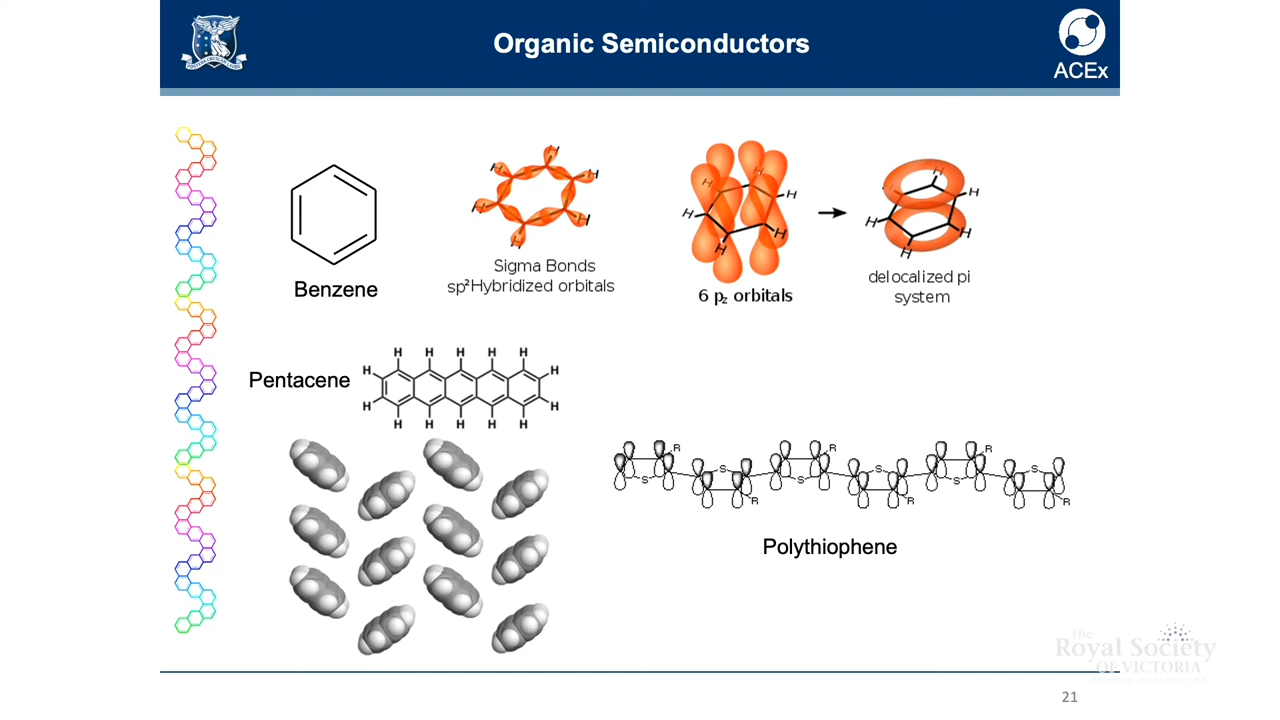 Organic Semiconductors
ACEx
Benzene
H
H
H
H
H
H
Sigma Bonds
sp²Hybridized orbitals
H
H
H
H
H
6 pz orbitals
H
H
H
H
H
delocalized pi
system
Pentacene
H H H H H
H H
H H
H H H H H
R
S
S
R
R
S
S
R
R
S
S
R
Polythiophene
The
Royal Society
OF VICTORIA
21